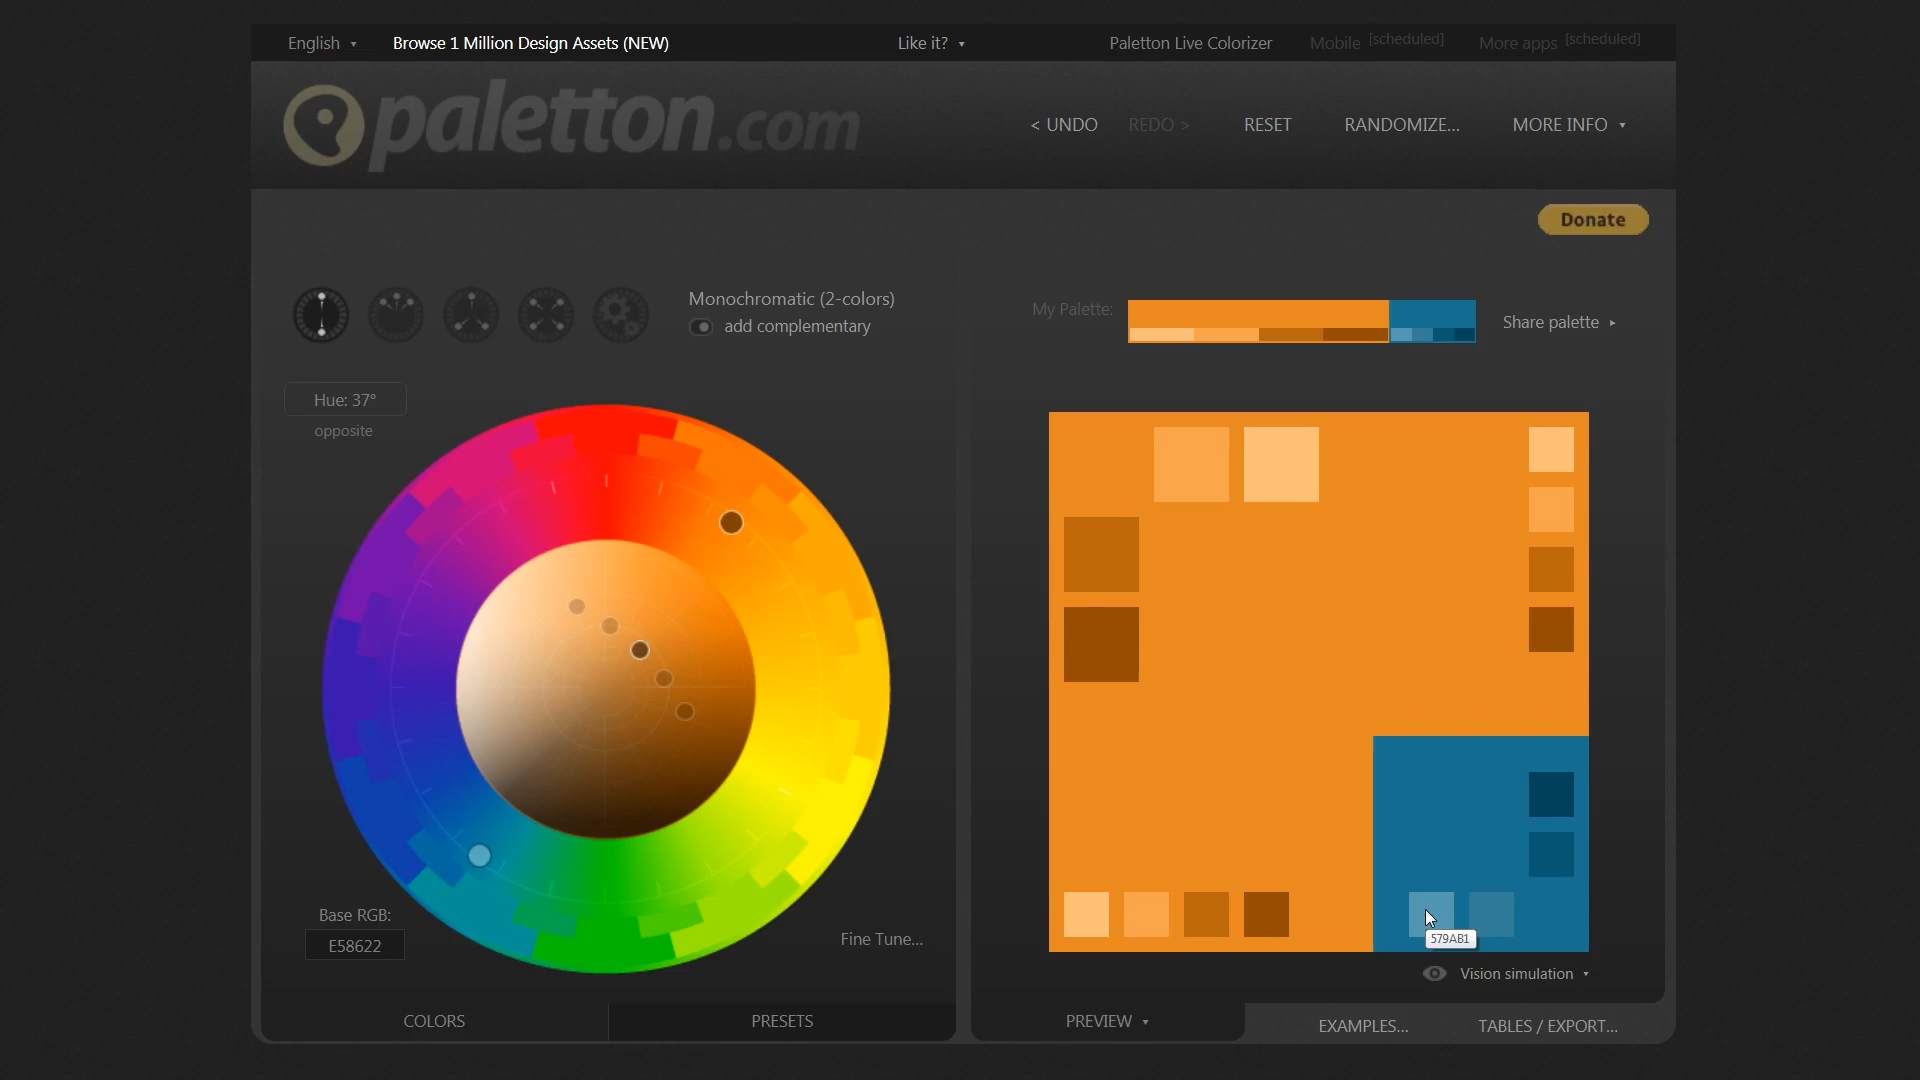 English ▾ Browse 1 Million Design Assets (NEW) Like it? ▾ Paletton Live Colorizer Mobile [scheduled] More apps [scheduled]
paletton.com
< UNDO REDO > RESET RANDOMIZE... MORE INFO ▾
Donate
Monochromatic (2-colors)
add complementary
My Palette:
Share palette ▸
Hue: 37°
opposite
Base RGB:
E58622
Fine Tune...
579AB1
Vision simulation ▾
COLORS PRESETS
PREVIEW ▾ EXAMPLES... TABLES / EXPORT...